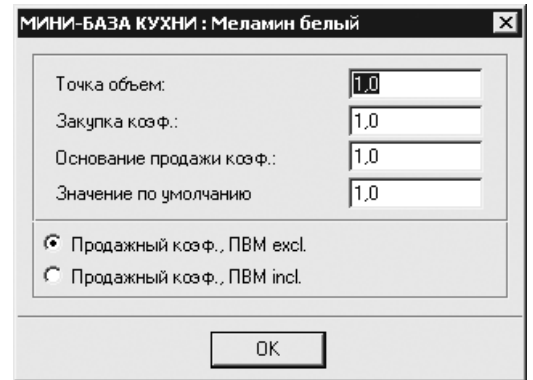 МИНИ-БАЗА КУХНИ : Меламин белый
Точка объем: 1,0
Закупка коэф.: 1,0
Основание продажи коэф.: 1,0
Значение по умолчанию 1,0
Продажный коэф., ПВМ excl.
Продажный коэф., ПВМ incl.
OK